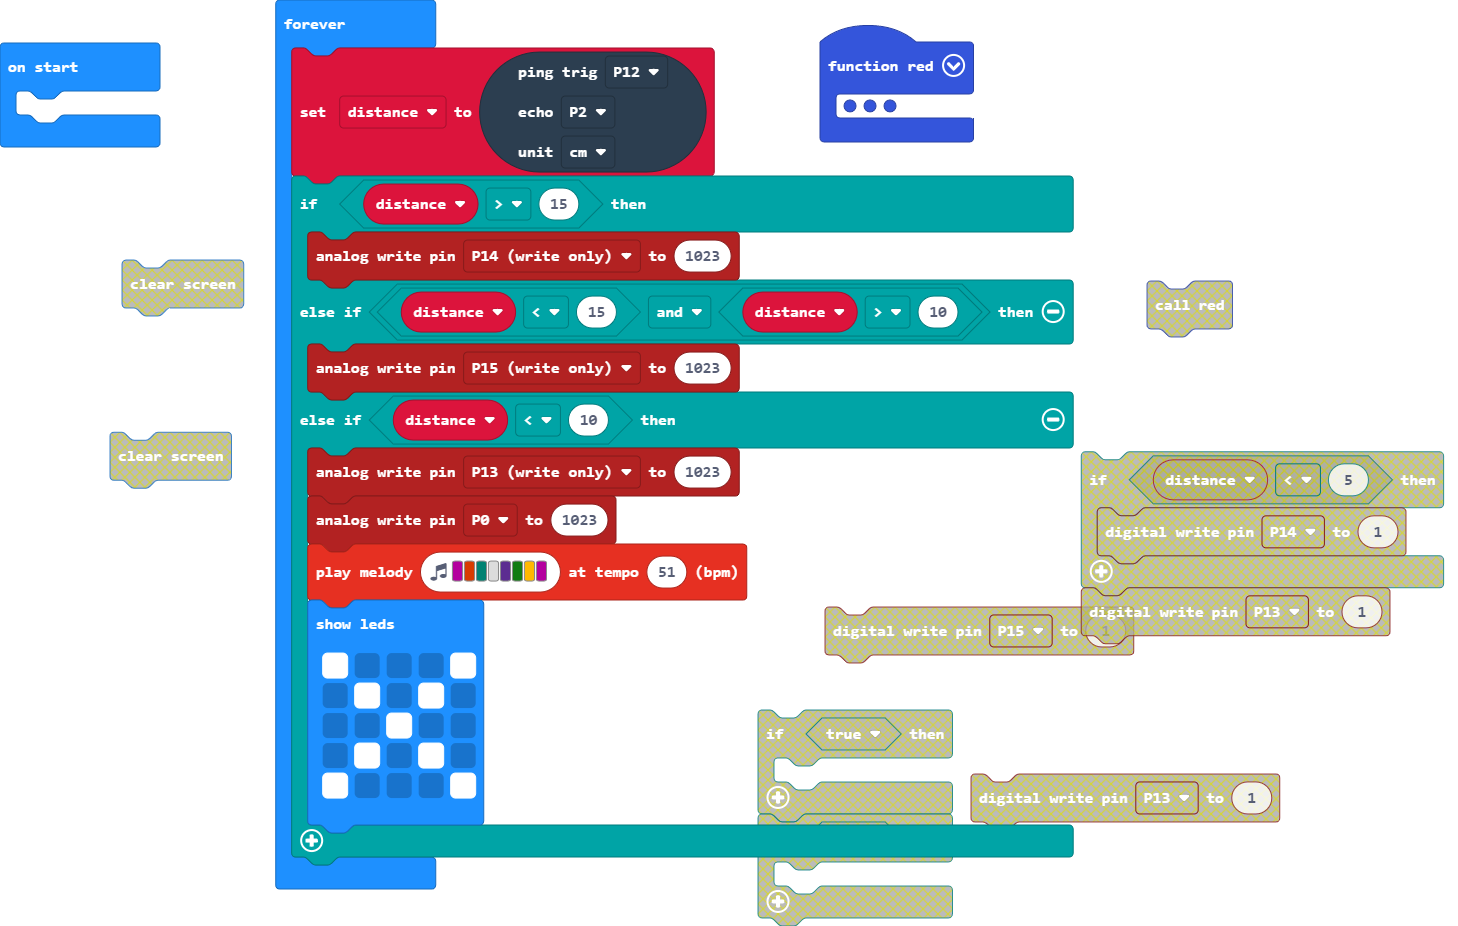 forever
on start
function red
set distance to ping trig P12
echo P2
unit cm
if distance > 15 then
analog write pin P14 (write only) to 1023
clear screen
else if distance < 15 and distance > 10 then
call red
analog write pin P15 (write only) to 1023
else if distance < 10 then
clear screen
analog write pin P13 (write only) to 1023
if distance < 5 then
analog write pin P0 to 1023
digital write pin P14 to 1
play melody at tempo 51 (bpm)
digital write pin P13 to 1
show leds
digital write pin P15 to 1
if true then
digital write pin P13 to 1